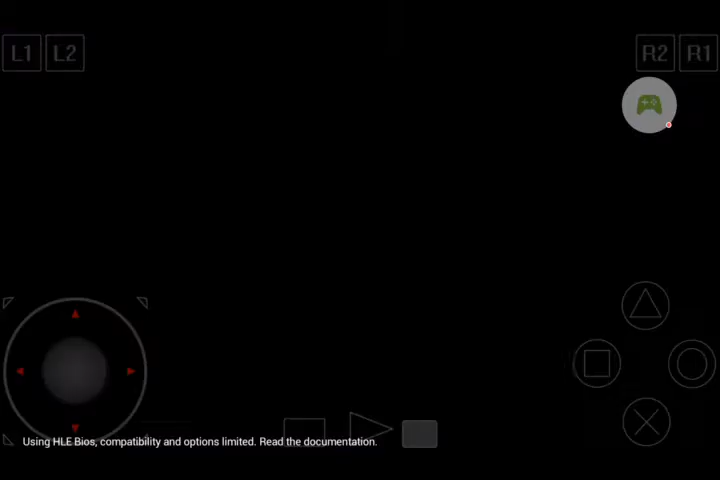 L1 L2 R2 R1
Using HLE Bios, compatibility and options limited. Read the documentation.